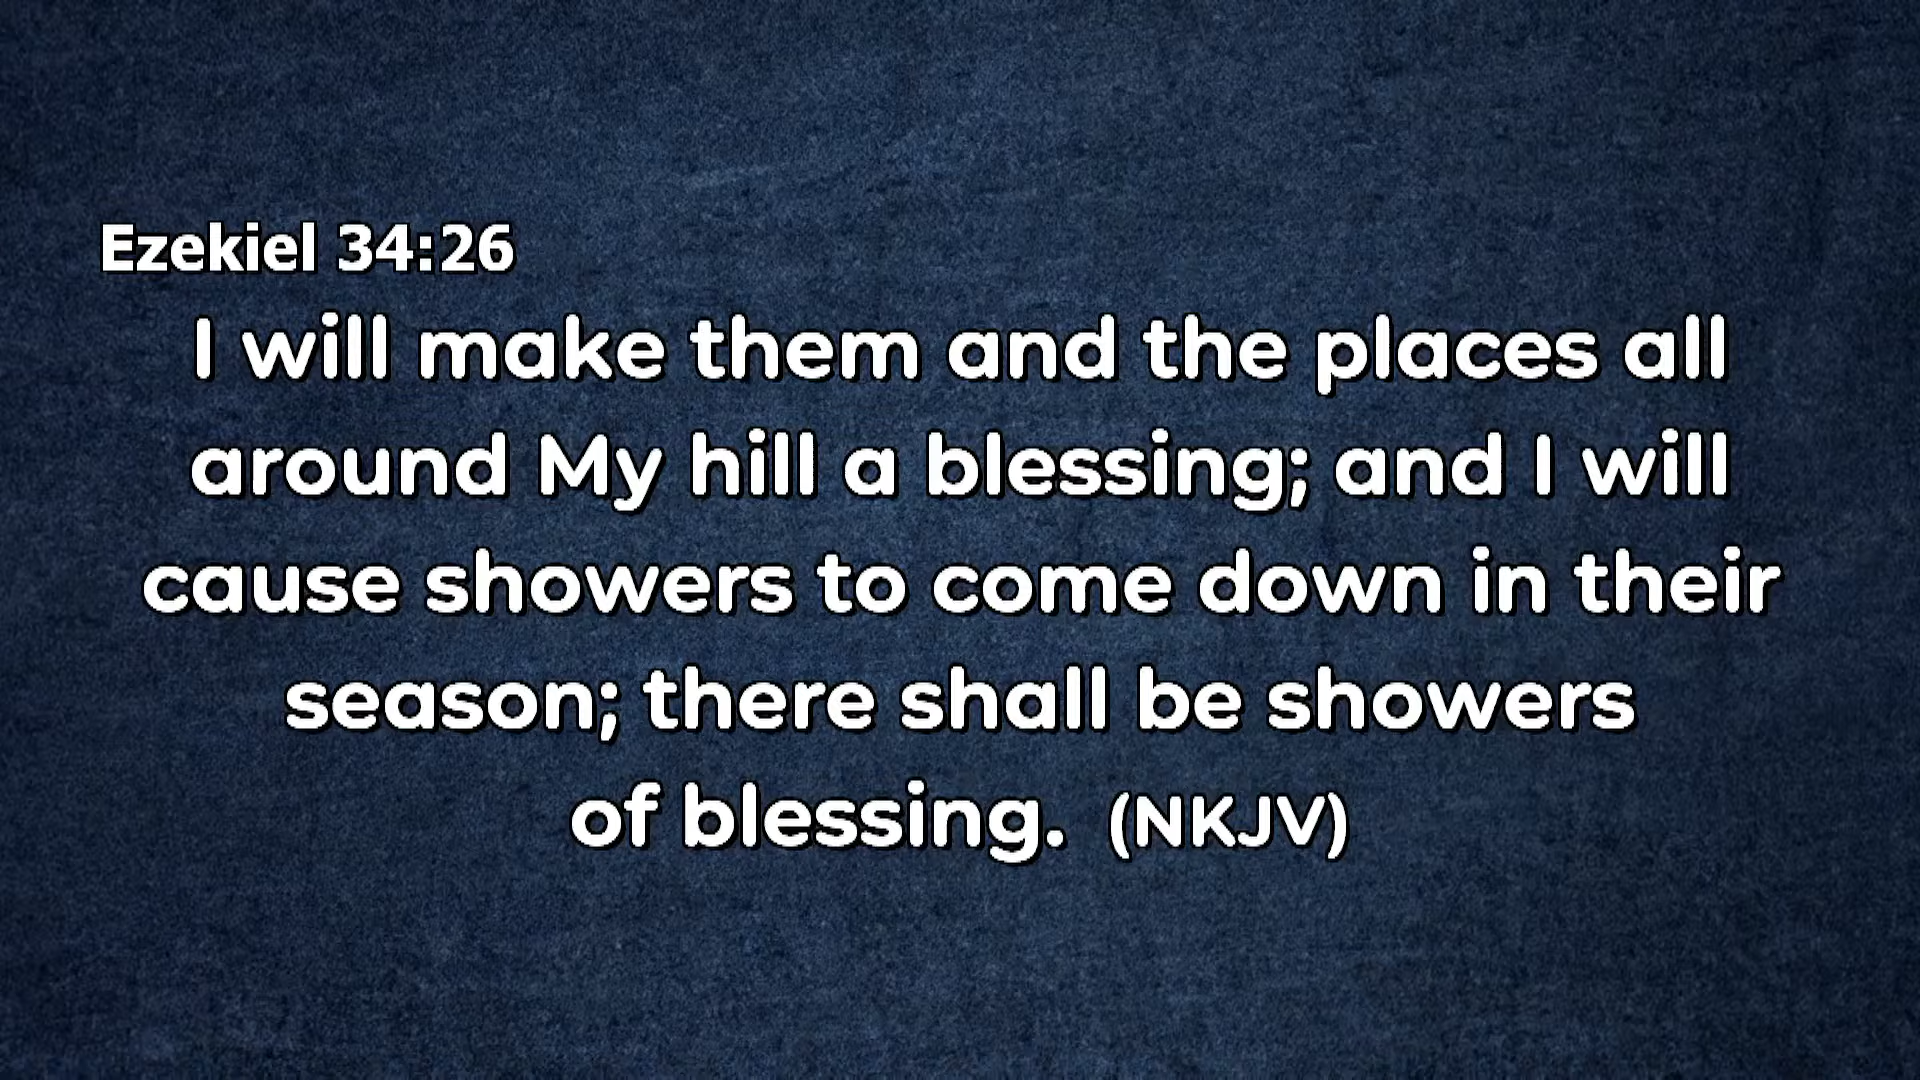 Ezekiel 34:26
I will make them and the places all
around My hill a blessing; and I will
cause showers to come down in their
season; there shall be showers
of blessing. (NKJV)